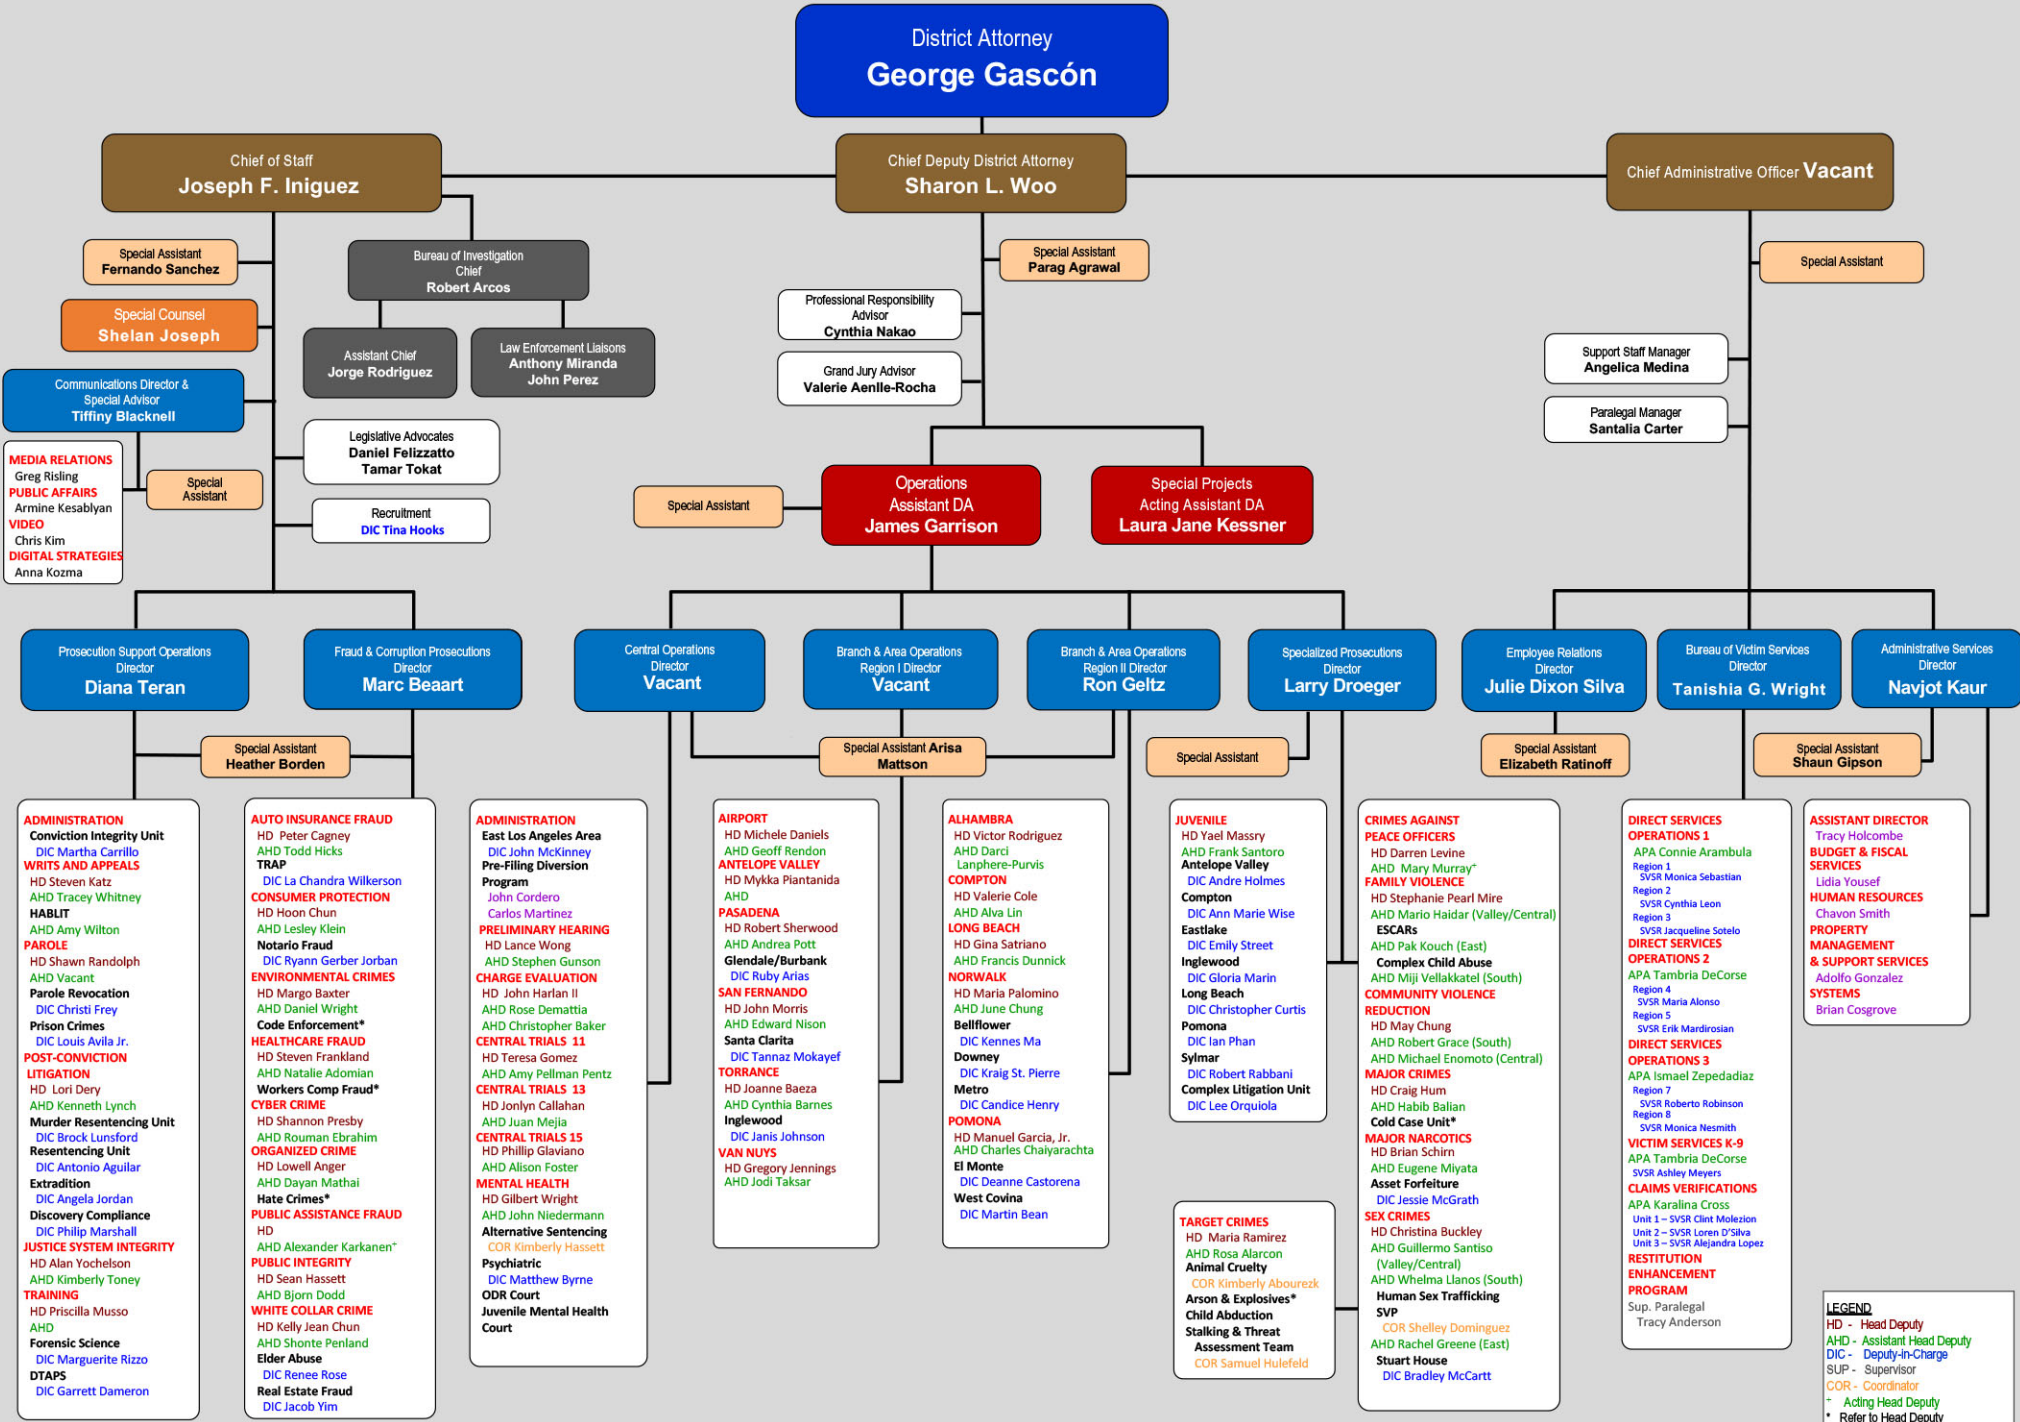 District Attorney
George Gascón
Chief of Staff
Joseph F. Iniguez
Chief Deputy District Attorney
Sharon L. Woo
Chief Administrative Officer Vacant
Special Assistant
Fernando Sanchez
Special Counsel
Shelan Joseph
Communications Director &
Special Advisor
Tiffiny Blacknell
MEDIA RELATIONS
Greg Risling
PUBLIC AFFAIRS
Armine Kesablyan
VIDEO
Chris Kim
DIGITAL STRATEGIES
Anna Kozma
Special
Assistant
Bureau of Investigation
Chief
Robert Arcos
Assistant Chief
Jorge Rodriguez
Law Enforcement Liaisons
Anthony Miranda
John Perez
Legislative Advocates
Daniel Felizzatto
Tamar Tokat
Recruitment
DIC Tina Hooks
Special Assistant
Parag Agrawal
Professional Responsibility
Advisor
Cynthia Nakao
Grand Jury Advisor
Valerie Aenlle-Rocha
Special Assistant
Operations
Assistant DA
James Garrison
Special Projects
Acting Assistant DA
Laura Jane Kessner
Special Assistant
Support Staff Manager
Angelica Medina
Paralegal Manager
Santalia Carter
Prosecution Support Operations
Director
Diana Teran
Fraud & Corruption Prosecutions
Director
Marc Beaart
Central Operations
Director
Vacant
Branch & Area Operations
Region I Director
Vacant
Branch & Area Operations
Region II Director
Ron Geltz
Specialized Prosecutions
Director
Larry Droeger
Employee Relations
Director
Julie Dixon Silva
Bureau of Victim Services
Director
Tanishia G. Wright
Administrative Services
Director
Navjot Kaur
Special Assistant
Heather Borden
Special Assistant Arisa
Mattson
Special Assistant
Special Assistant
Elizabeth Ratinoff
Special Assistant
Shaun Gipson
ADMINISTRATION
Conviction Integrity Unit
DIC Martha Carrillo
WRITS AND APPEALS
HD Steven Katz
AHD Tracey Whitney
HABLIT
AHD Amy Wilton
PAROLE
HD Shawn Randolph
AHD Vacant
Parole Revocation
DIC Christi Frey
Prison Crimes
DIC Louis Avila Jr.
POST-CONVICTION
LITIGATION
HD Lori Dery
AHD Kenneth Lynch
Murder Resentencing Unit
DIC Brock Lunsford
Resentencing Unit
DIC Antonio Aguilar
Extradition
DIC Angela Jordan
Discovery Compliance
DIC Philip Marshall
JUSTICE SYSTEM INTEGRITY
HD Alan Yochelson
AHD Kimberly Toney
TRAINING
HD Priscilla Musso
AHD
Forensic Science
DIC Marguerite Rizzo
DTAPS
DIC Garrett Dameron
AUTO INSURANCE FRAUD
HD Peter Cagney
AHD Todd Hicks
TRAP
DIC La Chandra Wilkerson
CONSUMER PROTECTION
HD Hoon Chun
AHD Lesley Klein
Notario Fraud
DIC Ryann Gerber Jorban
ENVIRONMENTAL CRIMES
HD Margo Baxter
AHD Daniel Wright
Code Enforcement*
HEALTHCARE FRAUD
HD Steven Frankland
AHD Natalie Adomian
Workers Comp Fraud*
CYBER CRIME
HD Shannon Presby
AHD Rouman Ebrahim
ORGANIZED CRIME
HD Lowell Anger
AHD Dayan Mathai
Hate Crimes*
PUBLIC ASSISTANCE FRAUD
HD
AHD Alexander Karkanen+
PUBLIC INTEGRITY
HD Sean Hassett
AHD Bjorn Dodd
WHITE COLLAR CRIME
HD Kelly Jean Chun
AHD Shonte Penland
Elder Abuse
DIC Renee Rose
Real Estate Fraud
DIC Jacob Yim
ADMINISTRATION
East Los Angeles Area
DIC John McKinney
Pre-Filing Diversion
Program
John Cordero
Carlos Martinez
PRELIMINARY HEARING
HD Lance Wong
AHD Stephen Gunson
CHARGE EVALUATION
HD John Harlan II
AHD Rose Demattia
AHD Christopher Baker
CENTRAL TRIALS 11
HD Teresa Gomez
AHD Amy Pellman Pentz
CENTRAL TRIALS 13
HD Jonlyn Callahan
AHD Juan Mejia
CENTRAL TRIALS 15
HD Phillip Glaviano
AHD Alison Foster
MENTAL HEALTH
HD Gilbert Wright
AHD John Niedermann
Alternative Sentencing
COR Kimberly Hassett
Psychiatric
DIC Matthew Byrne
ODR Court
Juvenile Mental Health
Court
AIRPORT
HD Michele Daniels
AHD Geoff Rendon
ANTELOPE VALLEY
HD Mykka Piantanida
AHD
PASADENA
HD Robert Sherwood
AHD Andrea Pott
Glendale/Burbank
DIC Ruby Arias
SAN FERNANDO
HD John Morris
AHD Edward Nison
Santa Clarita
DIC Tannaz Mokayef
TORRANCE
HD Joanne Baeza
AHD Cynthia Barnes
Inglewood
DIC Janis Johnson
VAN NUYS
HD Gregory Jennings
AHD Jodi Taksar
ALHAMBRA
HD Victor Rodriguez
AHD Darci
Lanphere-Purvis
COMPTON
HD Valerie Cole
AHD Alva Lin
LONG BEACH
HD Gina Satriano
AHD Francis Dunnick
NORWALK
HD Maria Palomino
AHD June Chung
Bellflower
DIC Kennes Ma
Downey
DIC Kraig St. Pierre
Metro
DIC Candice Henry
POMONA
HD Manuel Garcia, Jr.
AHD Charles Chaiyarachta
El Monte
DIC Deanne Castorena
West Covina
DIC Martin Bean
JUVENILE
HD Yael Massry
AHD Frank Santoro
Antelope Valley
DIC Andre Holmes
Compton
DIC Ann Marie Wise
Eastlake
DIC Emily Street
Inglewood
DIC Gloria Marin
Long Beach
DIC Christopher Curtis
Pomona
DIC Ian Phan
Sylmar
DIC Robert Rabbani
Complex Litigation Unit
DIC Lee Orquiola
TARGET CRIMES
HD Maria Ramirez
AHD Rosa Alarcon
Animal Cruelty
COR Kimberly Abourezk
Arson & Explosives*
Child Abduction
Stalking & Threat
Assessment Team
COR Samuel Hulefeld
CRIMES AGAINST
PEACE OFFICERS
HD Darren Levine
AHD Mary Murray+
FAMILY VIOLENCE
HD Stephanie Pearl Mire
AHD Mario Haidar (Valley/Central)
ESCARs
AHD Pak Kouch (East)
Complex Child Abuse
AHD Miji Vellakkatel (South)
COMMUNITY VIOLENCE
REDUCTION
HD May Chung
AHD Robert Grace (South)
AHD Michael Enomoto (Central)
MAJOR CRIMES
HD Craig Hum
AHD Habib Balian
Cold Case Unit*
MAJOR NARCOTICS
HD Brian Schirn
AHD Eugene Miyata
Asset Forfeiture
DIC Jessie McGrath
SEX CRIMES
HD Christina Buckley
AHD Guillermo Santiso
(Valley/Central)
AHD Whelma Llanos (South)
Human Sex Trafficking
SVP
COR Shelley Dominguez
AHD Rachel Greene (East)
Stuart House
DIC Bradley McCartt
DIRECT SERVICES
OPERATIONS 1
APA Connie Arambula
Region 1
SVSR Monica Sebastian
Region 2
SVSR Cynthia Leon
Region 3
SVSR Jacqueline Sotelo
DIRECT SERVICES
OPERATIONS 2
APA Tambria DeCorse
Region 4
SVSR Maria Alonso
Region 5
SVSR Erik Mardirosian
DIRECT SERVICES
OPERATIONS 3
APA Ismael Zepedadiaz
Region 7
SVSR Roberto Robinson
Region 8
SVSR Monica Nesmith
VICTIM SERVICES K-9
APA Tambria DeCorse
SVSR Ashley Meyers
CLAIMS VERIFICATIONS
APA Karalina Cross
Unit 1 – SVSR Clint Molezion
Unit 2 – SVSR Loren D'Silva
Unit 3 – SVSR Alejandra Lopez
RESTITUTION
ENHANCEMENT
PROGRAM
Sup. Paralegal
Tracy Anderson
ASSISTANT DIRECTOR
Tracy Holcombe
BUDGET & FISCAL
SERVICES
Lidia Yousef
HUMAN RESOURCES
Chavon Smith
PROPERTY
MANAGEMENT
& SUPPORT SERVICES
Adolfo Gonzalez
SYSTEMS
Brian Cosgrove
LEGEND
HD - Head Deputy
AHD - Assistant Head Deputy
DIC - Deputy-in-Charge
SUP - Supervisor
COR - Coordinator
+ Acting Head Deputy
* Refer to Head Deputy